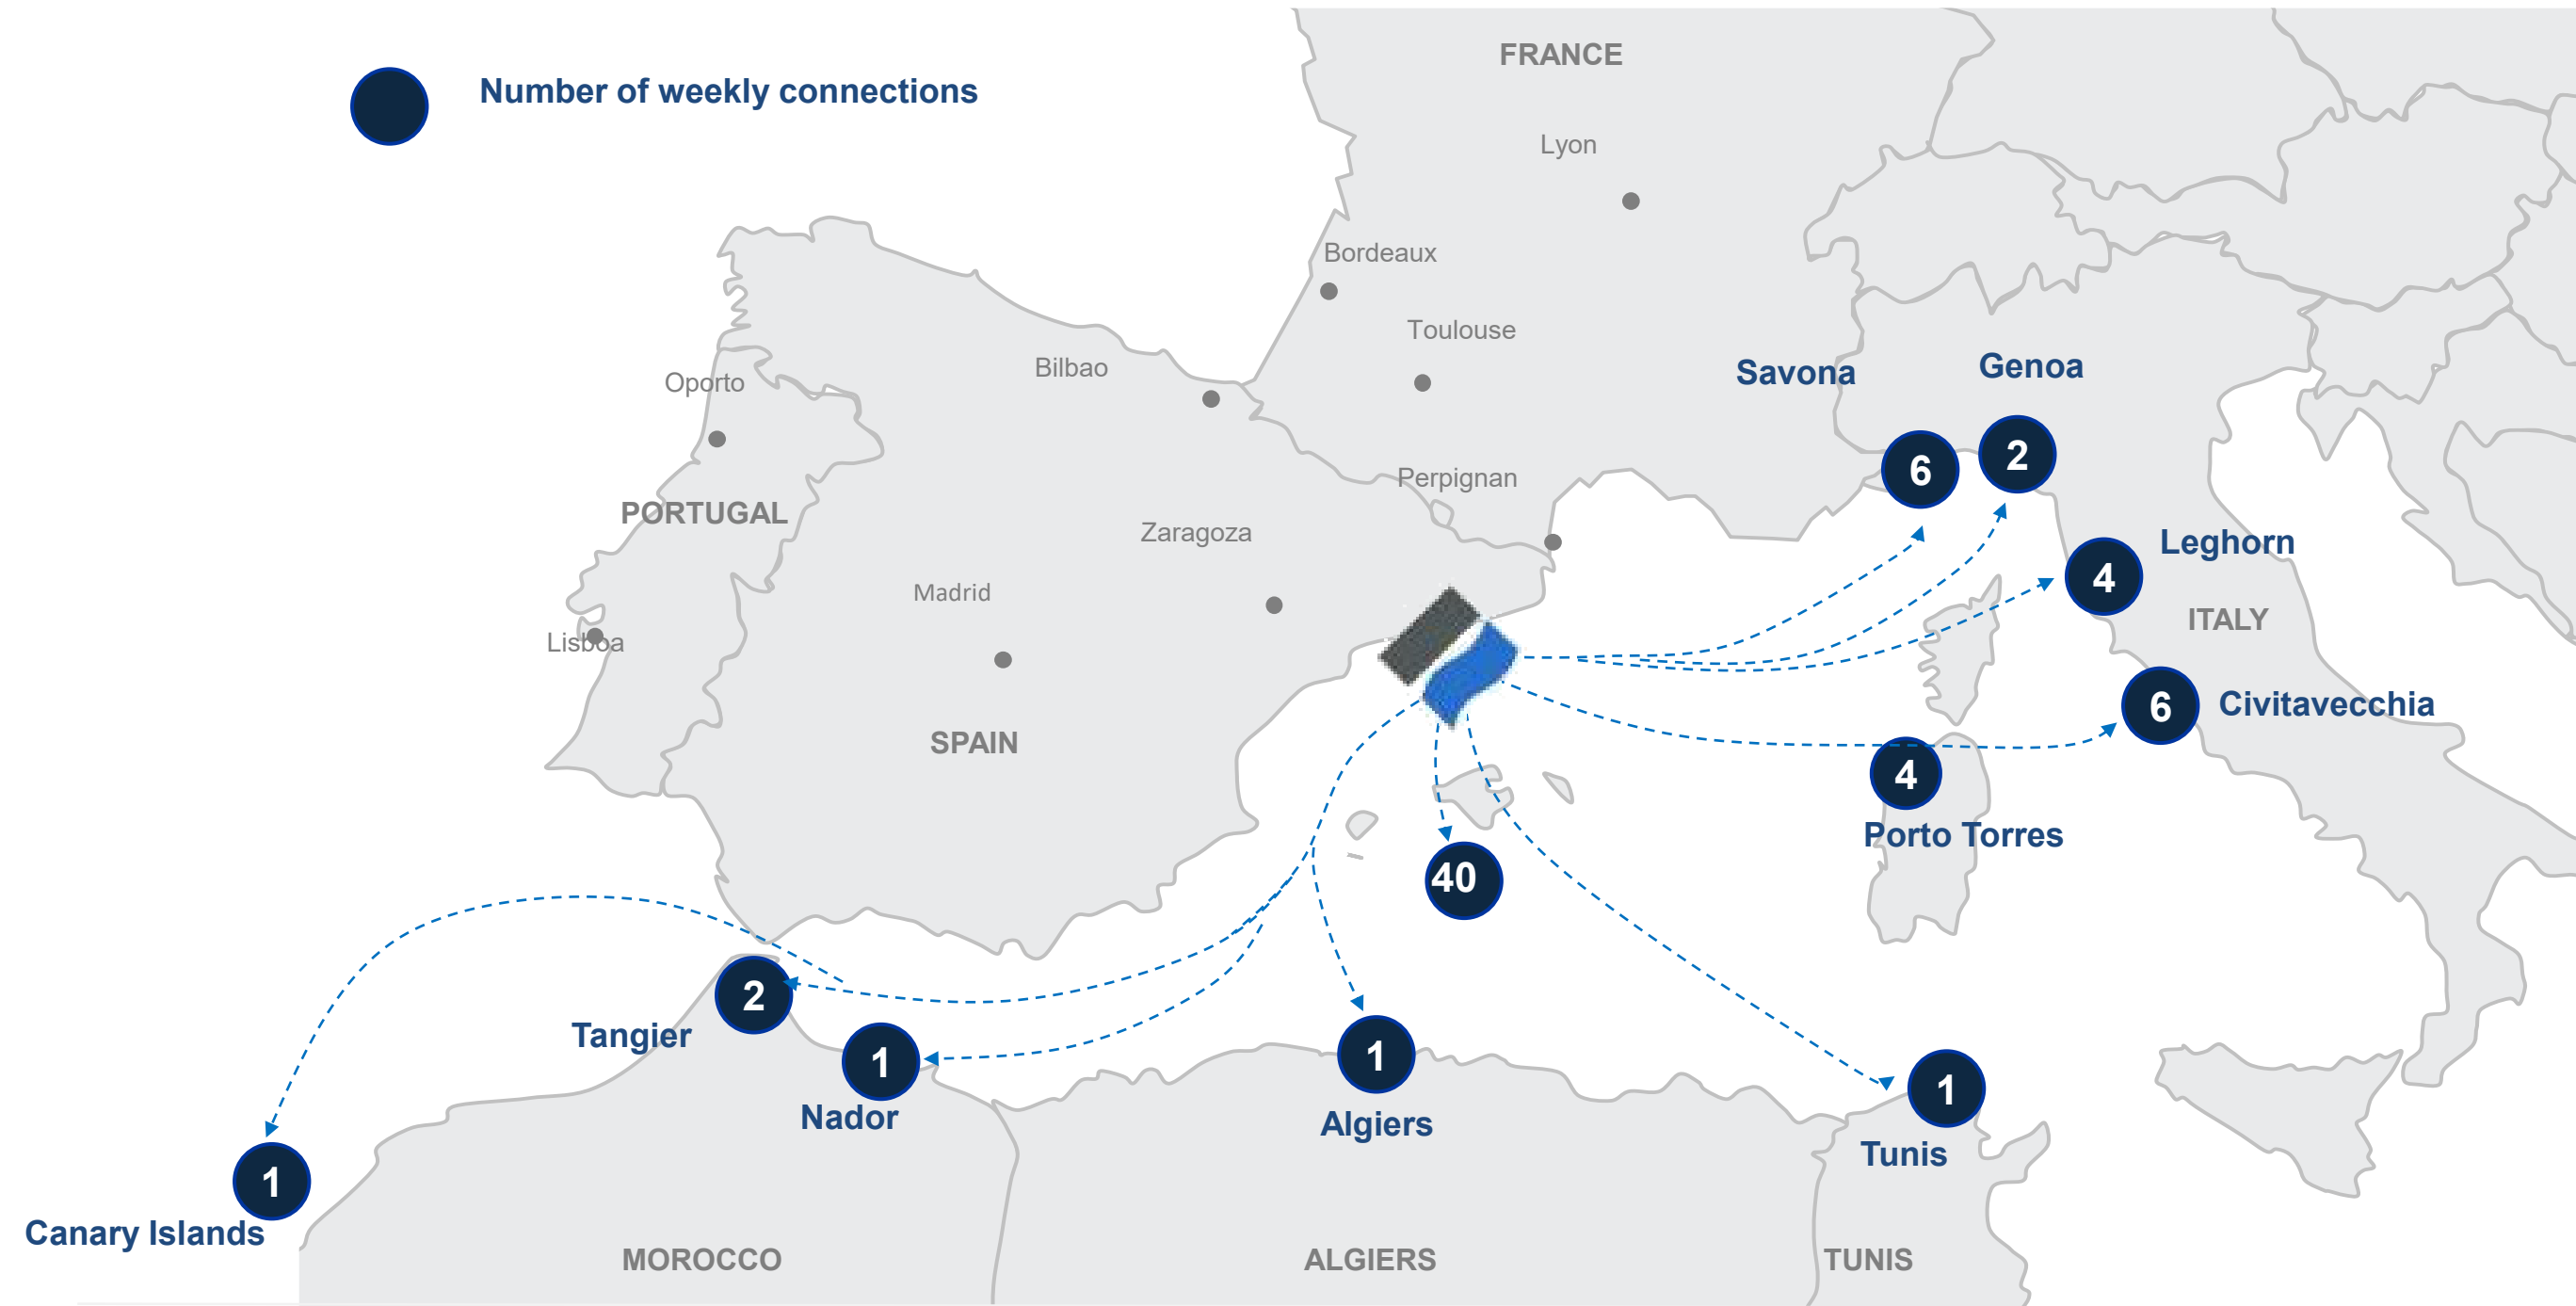 FRANCE
Number of weekly connections
Lyon
Bordeaux
Toulouse
Bilbao
Savona
Genoa
Oporto
6
2
Perpignan
PORTUGAL
Zaragoza
Leghorn
4
Madrid
ITALY
Lisboa
6
Civitavecchia
SPAIN
4
Porto Torres
40
2
Tangier
1
Nador
1
Algiers
1
Tunis
1
Canary Islands
MOROCCO
ALGIERS
TUNIS